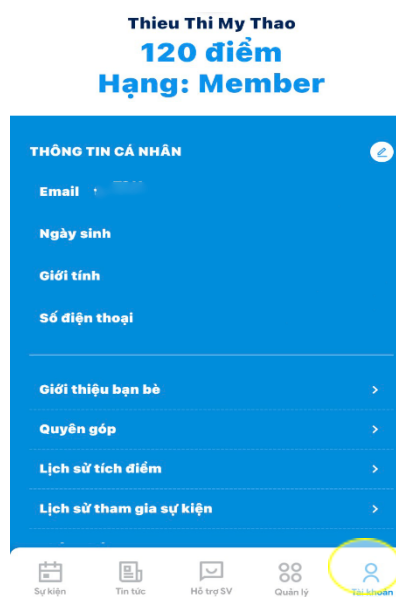 Thieu Thi My Thao
120 điểm
Hạng: Member
THÔNG TIN CÁ NHÂN
Email
Ngày sinh
Giới tính
Số điện thoại
Giới thiệu bạn bè
Quyên góp
Lịch sử tích điểm
Lịch sử tham gia sự kiện
Sự kiện Tin tức Hỗ trợ SV Quản lý Tài khoản